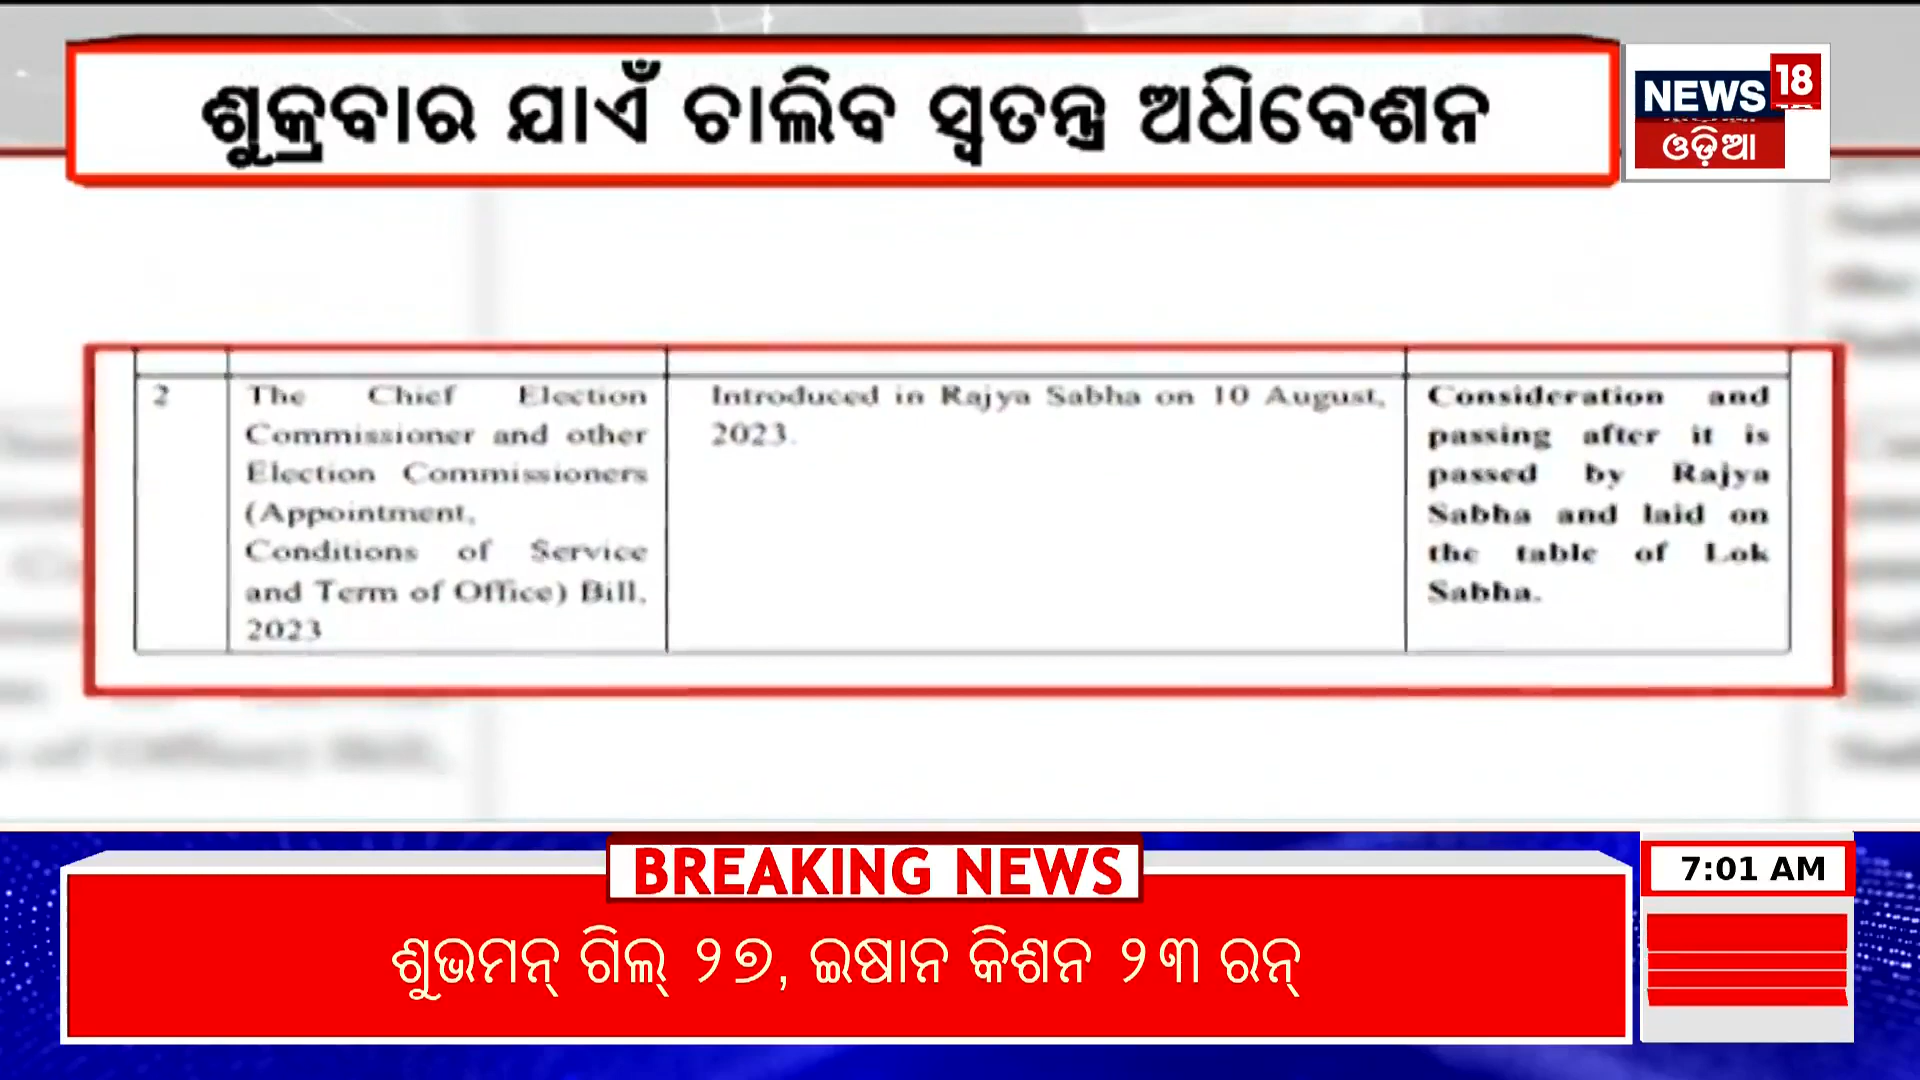 ଶୁକ୍ରବାର ଯାଏଁ ଚାଲିବ ସ୍ୱତନ୍ତ୍ର ଅଧିବେଶନ
NEWS 18
ଓଡ଼ିଆ
2
The Chief Election
Commissioner and other
Election Commissioners
(Appointment,
Conditions of Service
and Term of Office) Bill,
2023
Introduced in Rajya Sabha on 10 August,
2023.
Consideration and
passing after it is
passed by Rajya
Sabha and laid on
the table of Lok
Sabha.
BREAKING NEWS
7:01 AM
ଶୁଭମନ୍ ଗିଲ୍ ୨୭, ଇଷାନ କିଶନ ୨୩ ରନ୍